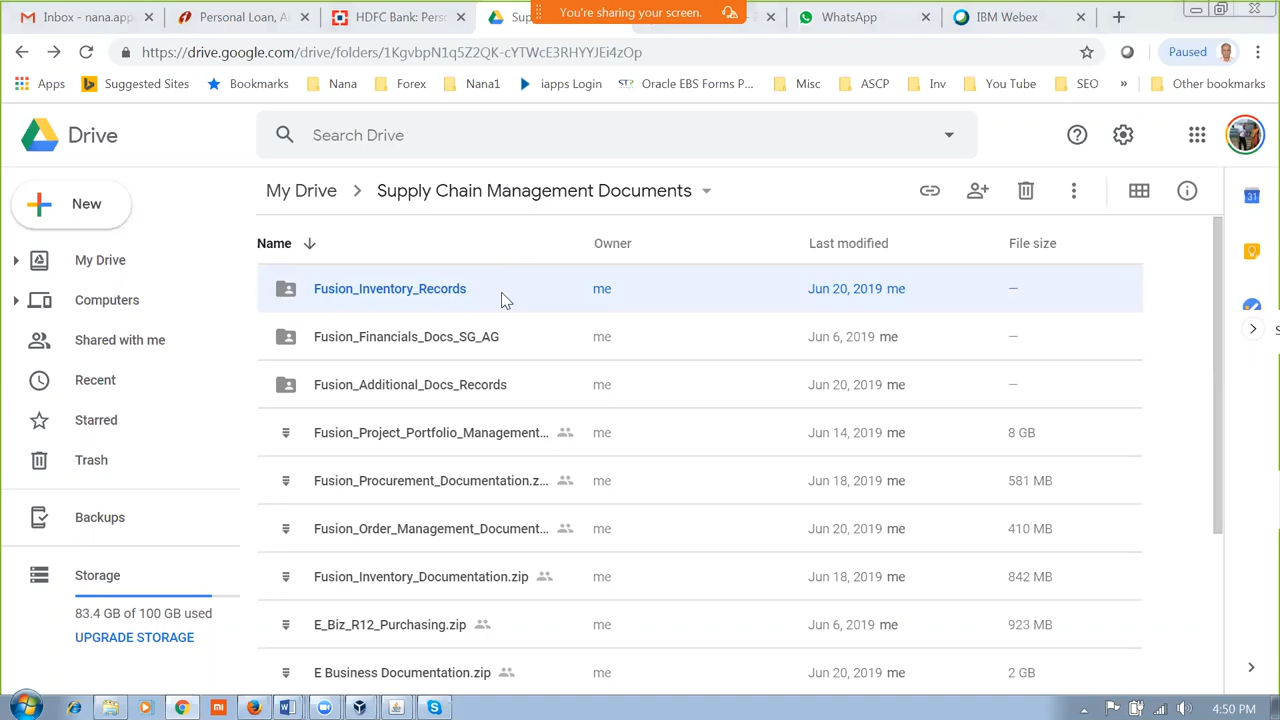 Inbox - nana.app
Personal Loan, A
HDFC Bank: Pers
Su
You're sharing your screen.
WhatsApp
IBM Webex
https://drive.google.com/drive/folders/1KgvbpN1q5Z2QK-cYTWcE3RHYYJEi4zOp
Paused
Apps
Suggested Sites
Bookmarks
Nana
Forex
Nana1
iapps Login
Oracle EBS Forms P...
Misc
ASCP
Inv
You Tube
SEO
»
Other bookmarks
Drive
Search Drive
New
My Drive
Supply Chain Management Documents
Name
Owner
Last modified
File size
My Drive
Computers
Shared with me
Recent
Starred
Trash
Backups
Storage
83.4 GB of 100 GB used
UPGRADE STORAGE
Fusion_Inventory_Records me Jun 20, 2019 me —
Fusion_Financials_Docs_SG_AG me Jun 6, 2019 me —
Fusion_Additional_Docs_Records me Jun 20, 2019 me —
Fusion_Project_Portfolio_Management... me Jun 14, 2019 me 8 GB
Fusion_Procurement_Documentation.z... me Jun 18, 2019 me 581 MB
Fusion_Order_Management_Document... me Jun 20, 2019 me 410 MB
Fusion_Inventory_Documentation.zip me Jun 18, 2019 me 842 MB
E_Biz_R12_Purchasing.zip me Jun 6, 2019 me 923 MB
E Business Documentation.zip me Jun 20, 2019 me 2 GB
31
4:50 PM